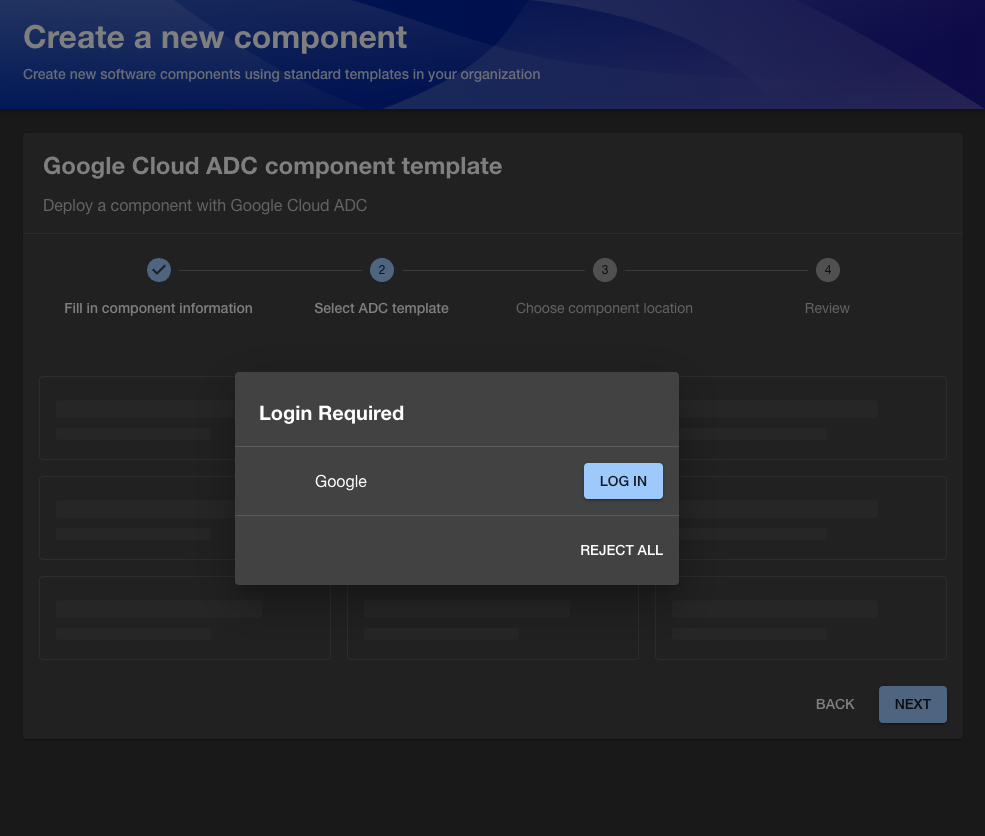 Create a new component
Create new software components using standard templates in your organization
Google Cloud ADC component template
Deploy a component with Google Cloud ADC
2
3
4
Fill in component information
Select ADC template
Choose component location
Review
Login Required
Google
LOG IN
REJECT ALL
BACK
NEXT